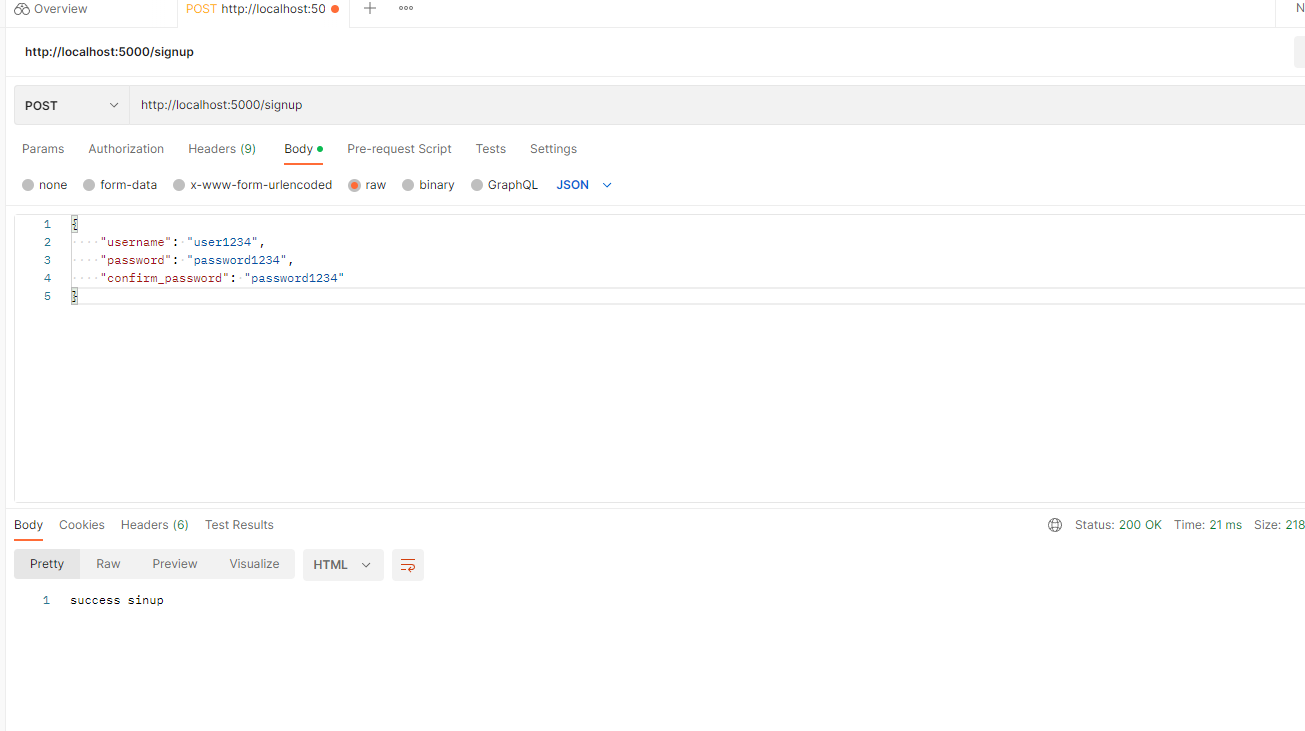 Overview POST http://localhost:50 N
http://localhost:5000/signup
POST http://localhost:5000/signup
Params Authorization Headers (9) Body Pre-request Script Tests Settings
none form-data x-www-form-urlencoded raw binary GraphQL JSON
1 {
2 "username": "user1234",
3 "password": "password1234",
4 "confirm_password": "password1234"
5 }
Body Cookies Headers (6) Test Results Status: 200 OK Time: 21 ms Size: 218
Pretty Raw Preview Visualize HTML
1 success sinup